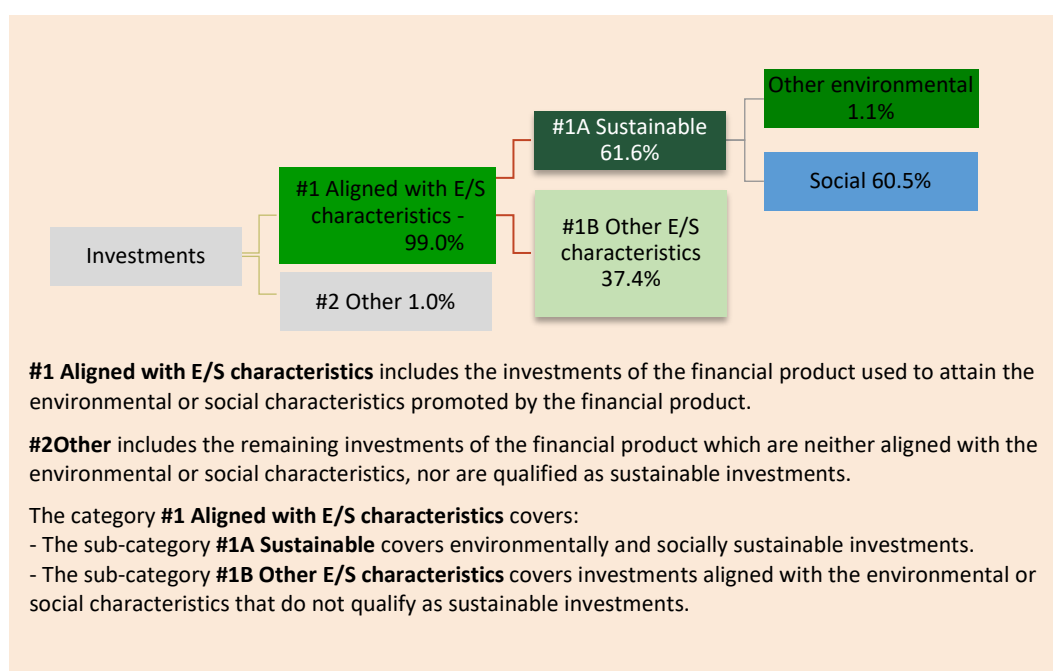 Investments
#1 Aligned with E/S
characteristics -
99.0%
#2 Other 1.0%
#1A Sustainable
61.6%
#1B Other E/S
characteristics
37.4%
Other environmental
1.1%
Social 60.5%
#1 Aligned with E/S characteristics includes the investments of the financial product used to attain the
environmental or social characteristics promoted by the financial product.
#2Other includes the remaining investments of the financial product which are neither aligned with the
environmental or social characteristics, nor are qualified as sustainable investments.
The category #1 Aligned with E/S characteristics covers:
- The sub-category #1A Sustainable covers environmentally and socially sustainable investments.
- The sub-category #1B Other E/S characteristics covers investments aligned with the environmental or
social characteristics that do not qualify as sustainable investments.